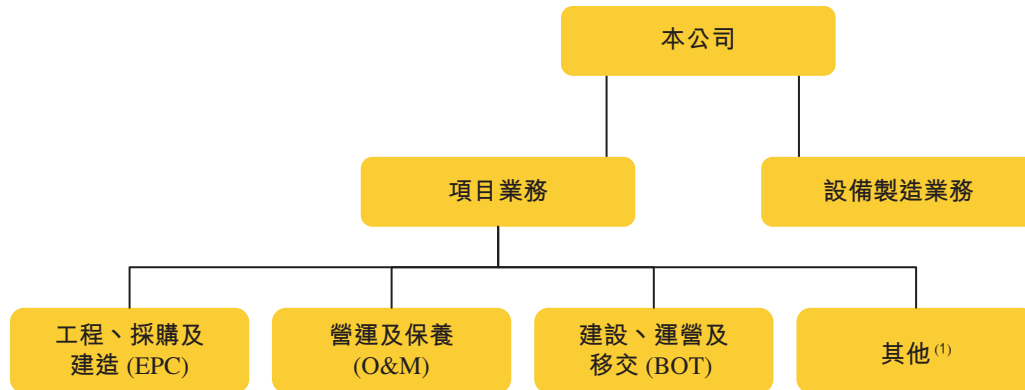 本公司
項目業務
設備製造業務
工程、採購及
建造 (EPC)
營運及保養
(O&M)
建設、運營及
移交 (BOT)
其他 (1)